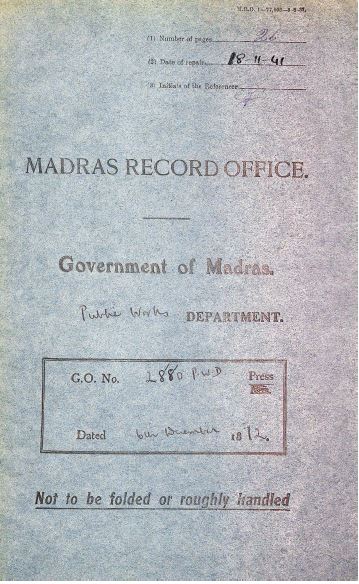 (1) Number of pages
(2) Date of repair 18-11-41
(3) Initials of the Referencer
MADRAS RECORD OFFICE.
Government of Madras.
Public Works DEPARTMENT.
G.O. No. 2880 P.W.D Press
Dated 6th December 1872.
Not to be folded or roughly handled